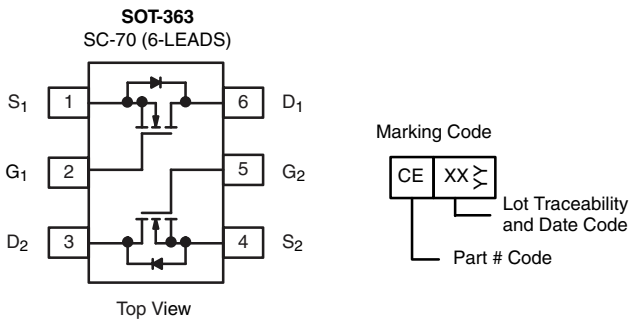 SOT-363
SC-70 (6-LEADS)
S1 1 6 D1
G1 2 5 G2
D2 3 4 S2
Top View
Marking Code
CE XX YY
Lot Traceability
and Date Code
Part # Code